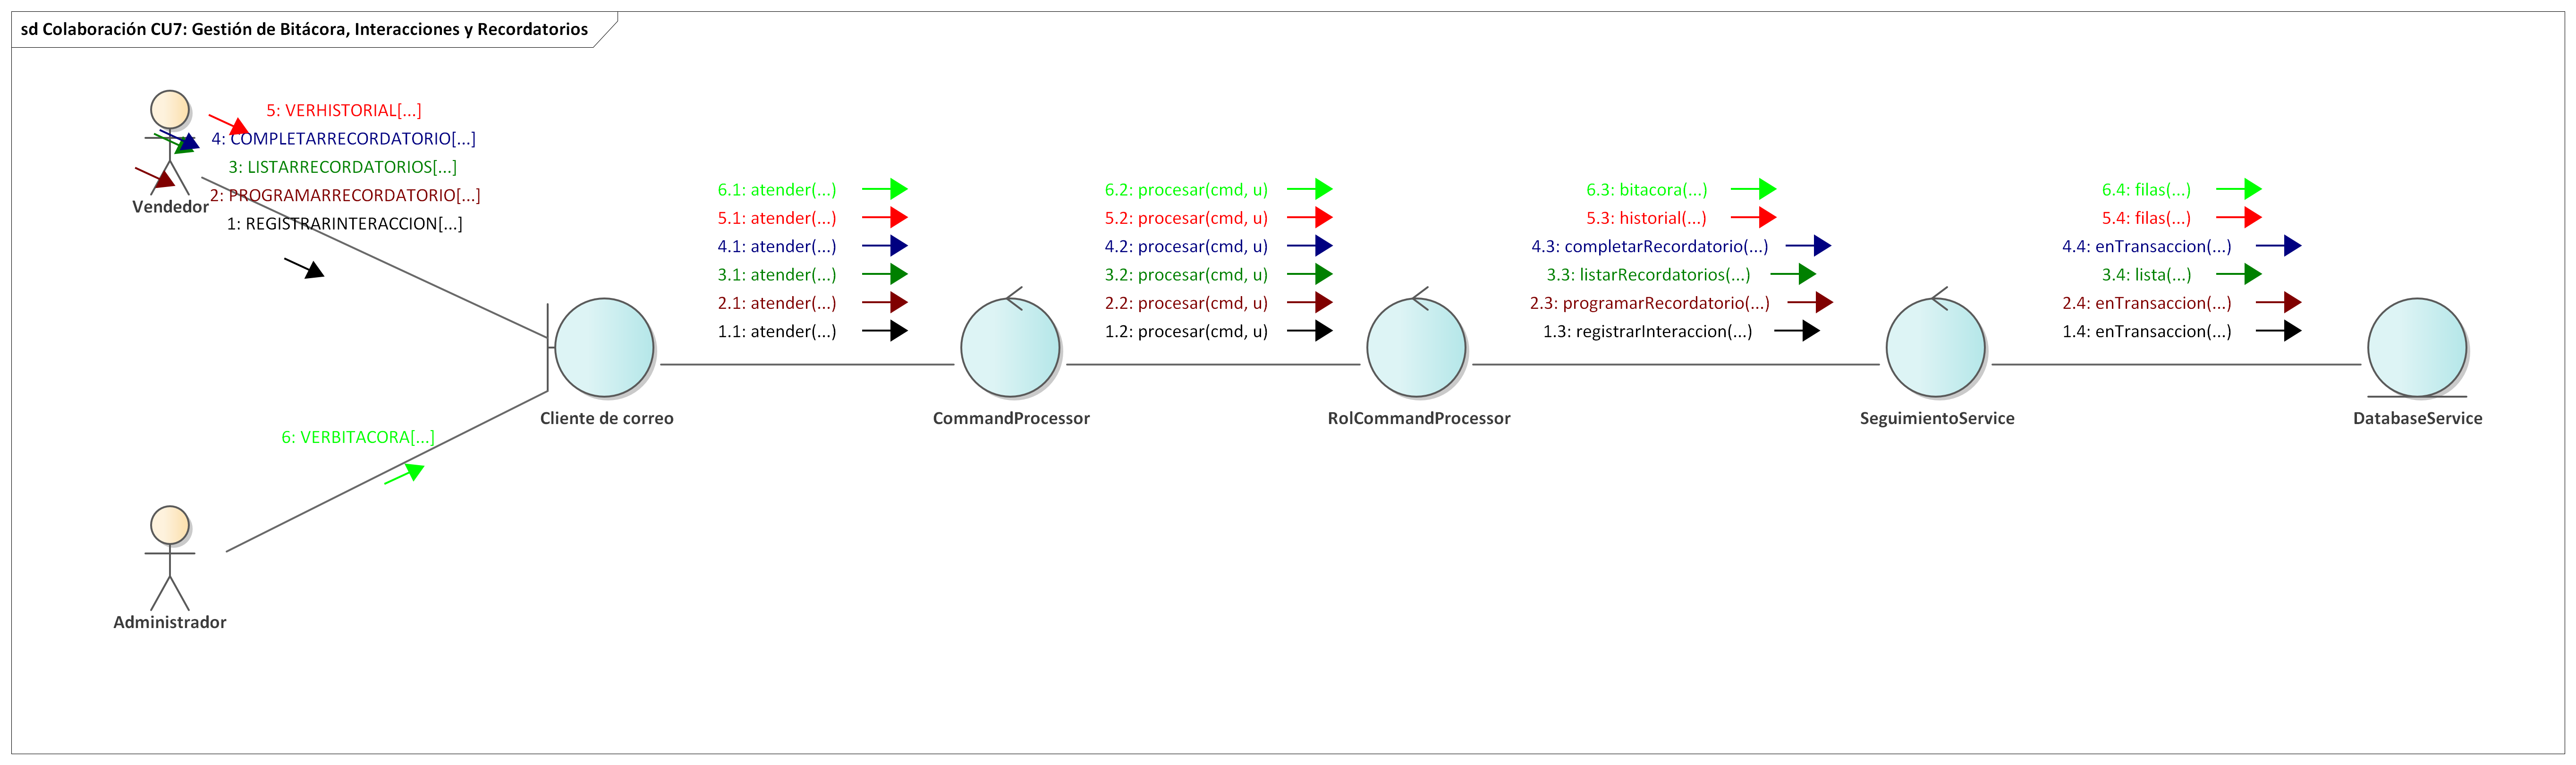 sd Colaboración CU7: Gestión de Bitácora, Interacciones y Recordatorios
5: VERHISTORIAL[...]
4: COMPLETARRECORDATORIO[...]
3: LISTARRECORDATORIOS[...]
2: PROGRAMARRECORDATORIO[...]
1: REGISTRARINTERACCION[...]
Vendedor
6.1: atender(...)
5.1: atender(...)
4.1: atender(...)
3.1: atender(...)
2.1: atender(...)
1.1: atender(...)
6.2: procesar(cmd, u)
5.2: procesar(cmd, u)
4.2: procesar(cmd, u)
3.2: procesar(cmd, u)
2.2: procesar(cmd, u)
1.2: procesar(cmd, u)
6.3: bitacora(...)
5.3: historial(...)
4.3: completarRecordatorio(...)
3.3: listarRecordatorios(...)
2.3: programarRecordatorio(...)
1.3: registrarInteraccion(...)
6.4: filas(...)
5.4: filas(...)
4.4: enTransaccion(...)
3.4: lista(...)
2.4: enTransaccion(...)
1.4: enTransaccion(...)
Cliente de correo
CommandProcessor
RolCommandProcessor
SeguimientoService
DatabaseService
6: VERBITACORA[...]
Administrador